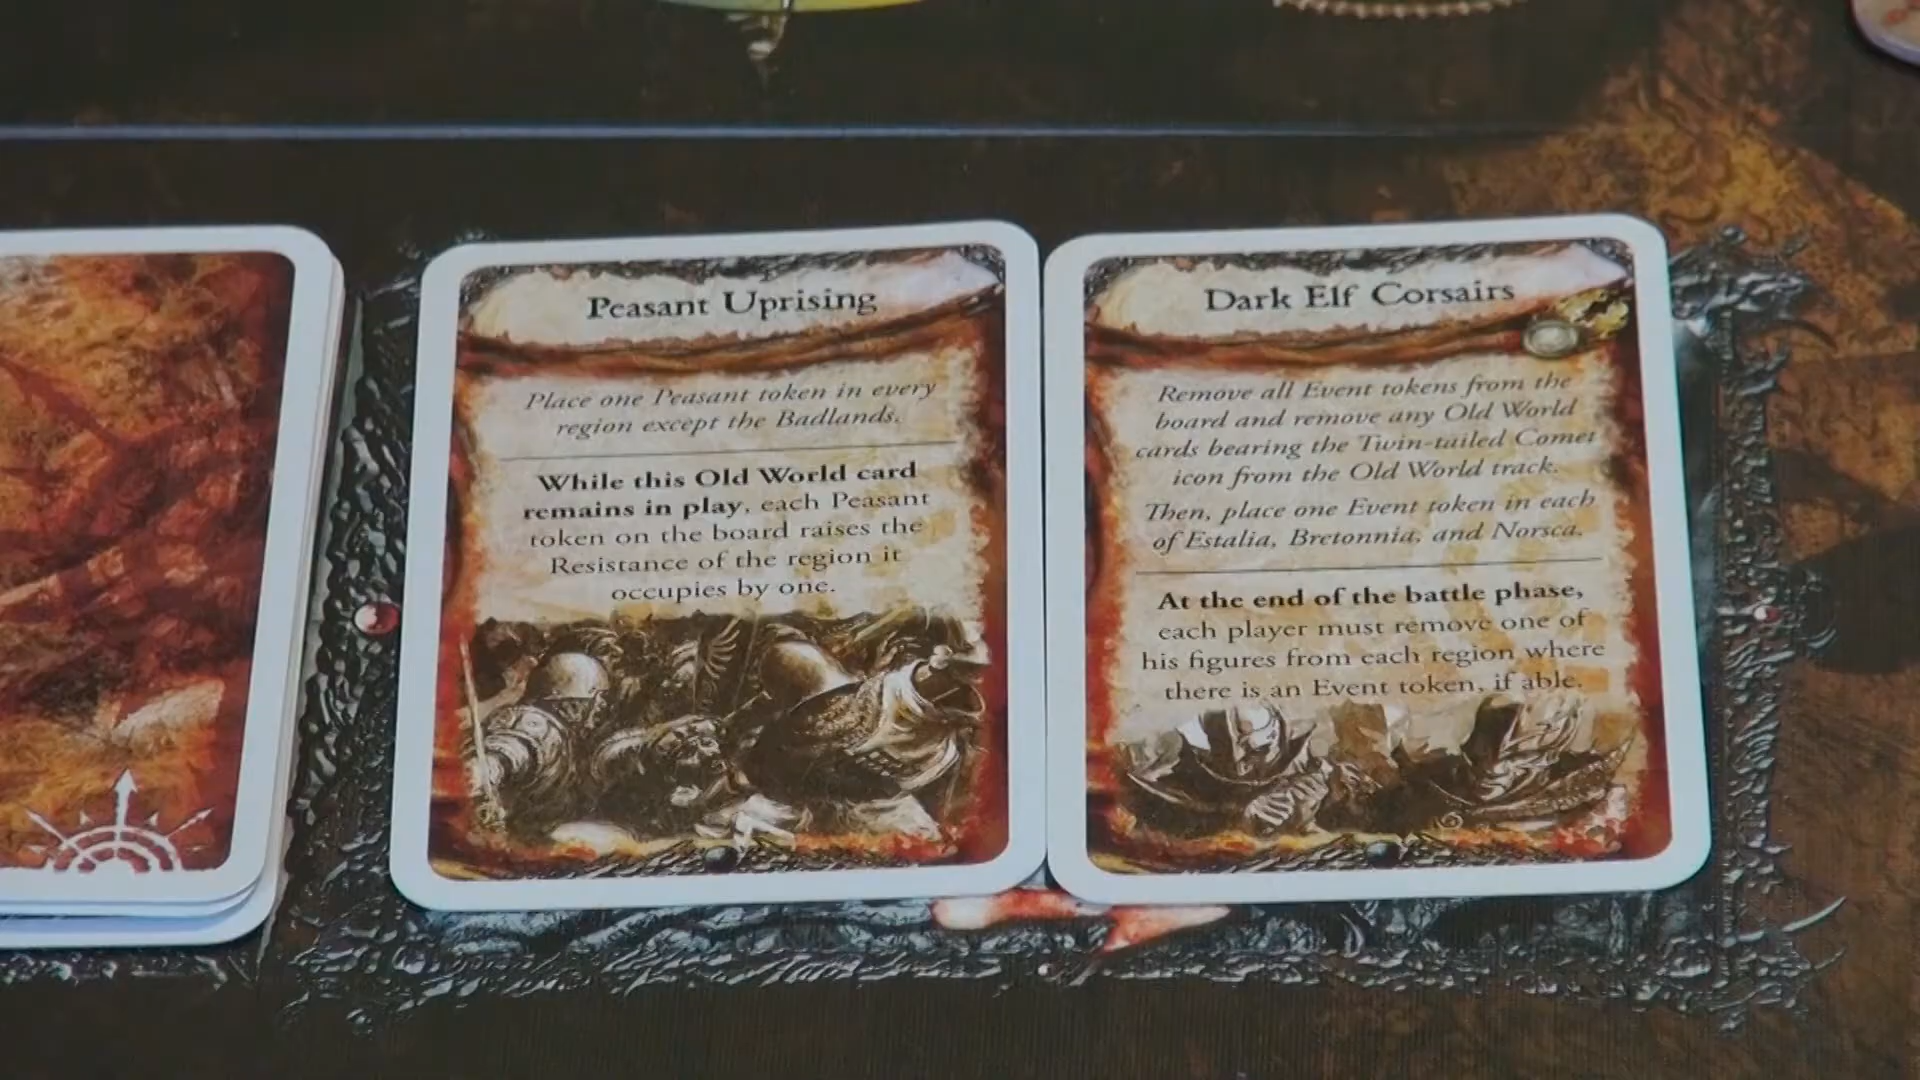 Peasant Uprising
Place one Peasant token in every
region except the Badlands.
While this Old World card
remains in play, each Peasant
token on the board raises the
Resistance of the region it
occupies by one.
Dark Elf Corsairs
Remove all Event tokens from the
board and remove any Old World
cards bearing the Twin-tailed Comet
icon from the Old World track.
Then, place one Event token in each
of Estalia, Bretonnia, and Norsca.
At the end of the battle phase,
each player must remove one of
his figures from each region where
there is an Event token, if able.